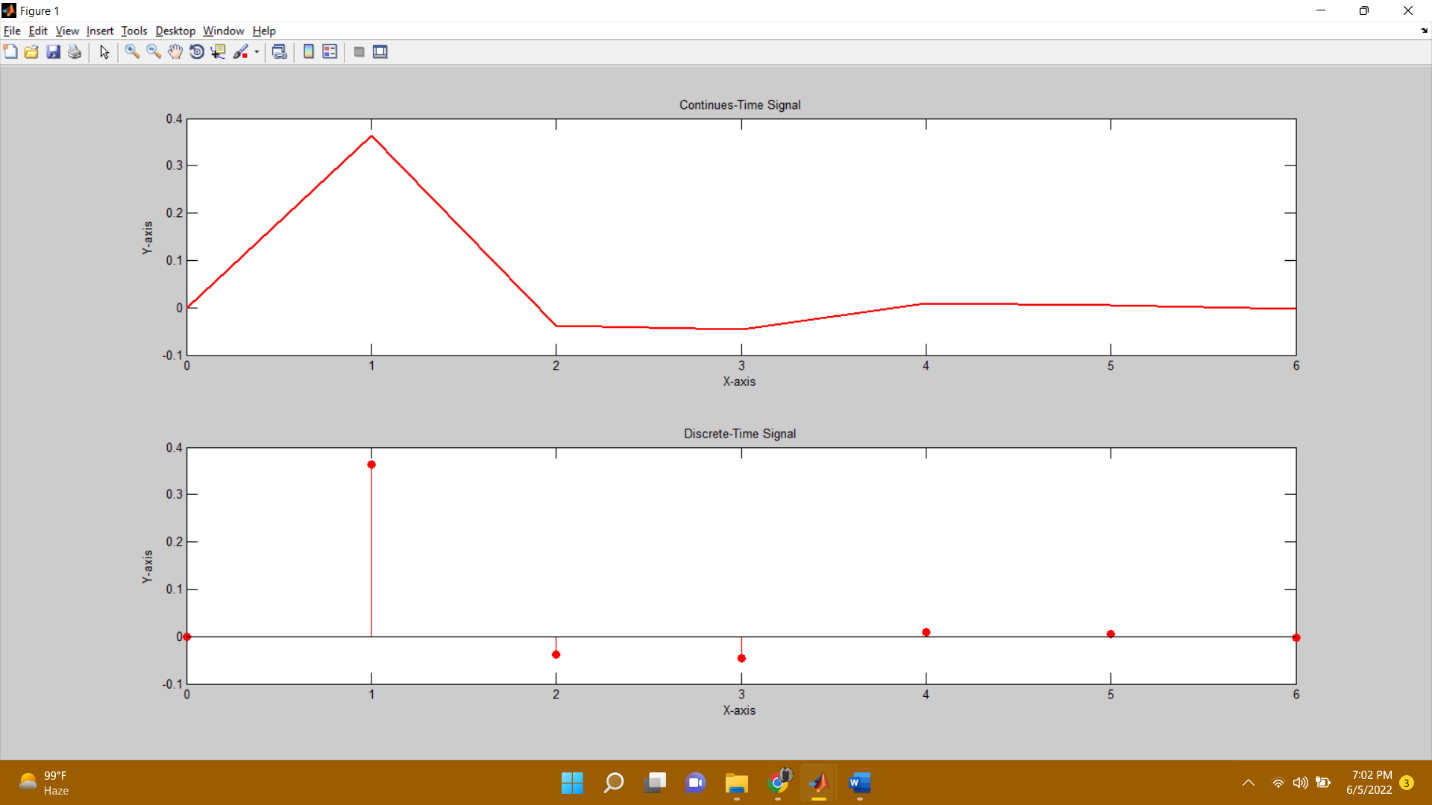 Figure 1
File Edit View Insert Tools Desktop Window Help
Continues-Time Signal
0.4
0.3
0.2
0.1
0
-0.1
Y-axis
0 1 2 3 4 5 6
X-axis
Discrete-Time Signal
0.4
0.3
0.2
0.1
0
-0.1
Y-axis
0 1 2 3 4 5 6
X-axis
99°F
Haze
W
7:02 PM
6/5/2022
3